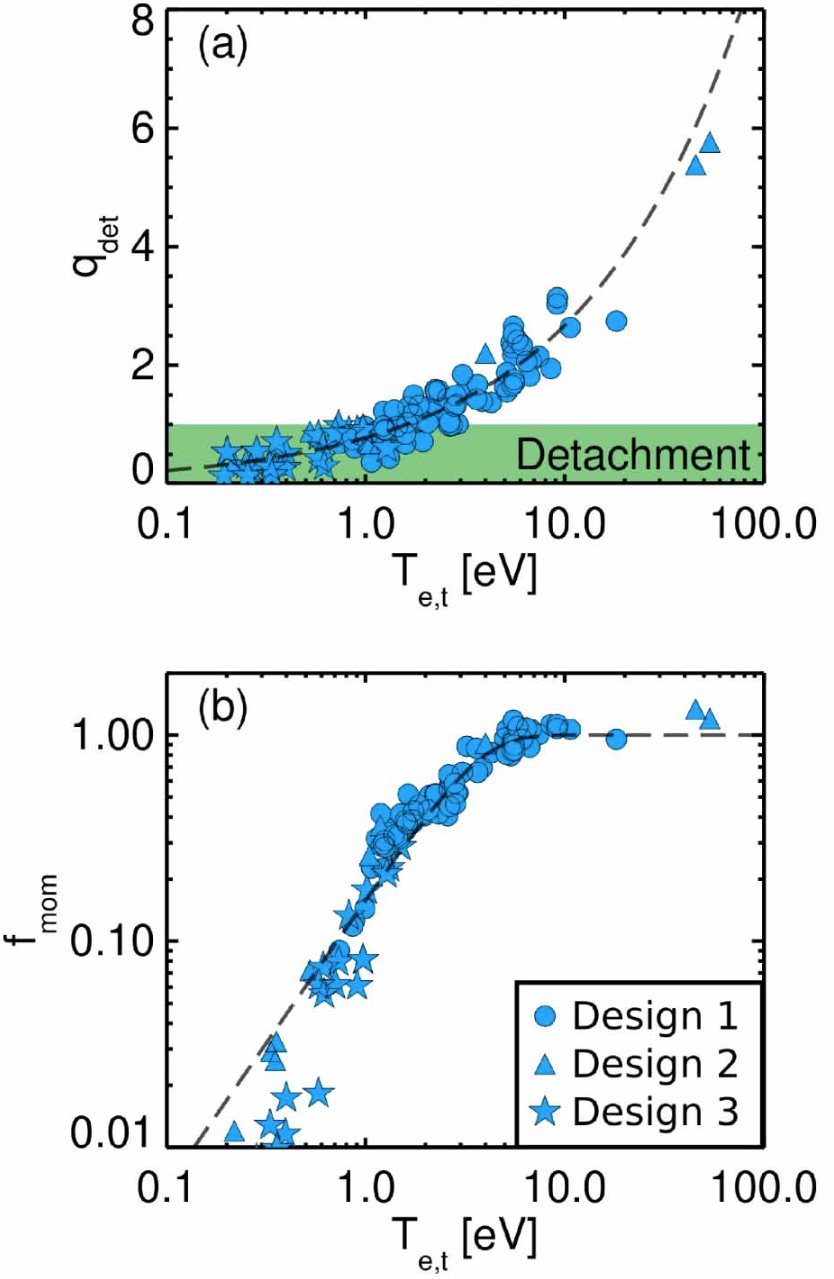 (a)
8
6
4
2
0
q_det
Detachment
0.1 1.0 10.0 100.0
T_e,t [eV]
(b)
1.00
0.10
0.01
f_mom
Design 1
Design 2
Design 3
0.1 1.0 10.0 100.0
T_e,t [eV]